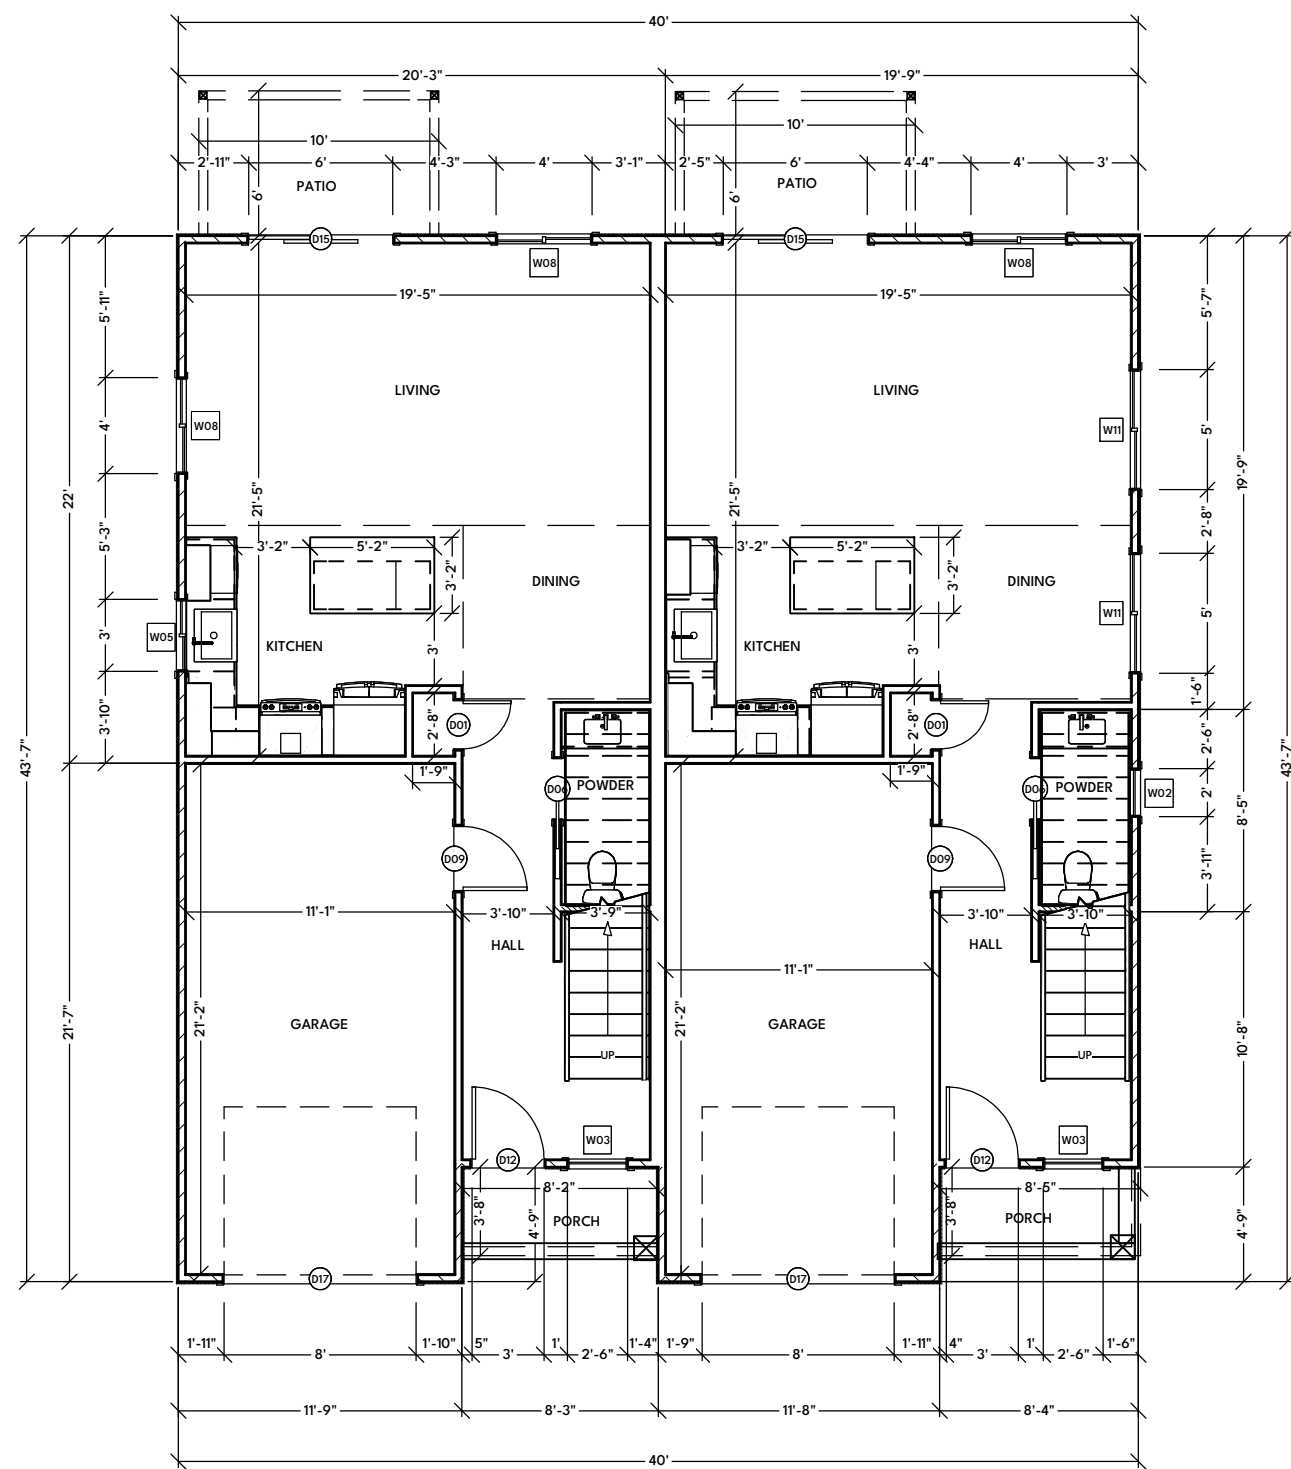 40'
20'-3" 19'-9"
10' 10'
2'-11" 6' 4'-3" 4' 3'-1" 2'-5" 6' 4'-4" 4' 3'
PATIO PATIO
6' 6'
D15 D15
W08 W08
19'-5" 19'-5"
5'-11" 5'-7"
LIVING LIVING
4' W08 W11 5'
22' 21'-5" 21'-5" 19'-9"
5'-3" 2'-8"
3'-2" 5'-2" 3'-2" 5'-2"
3'-2" DINING 3'-2" DINING
W11 5'
W05 3'
KITCHEN 3' KITCHEN 3'
1'-6"
3'-10" 2'-8" D01 2'-8" D01 2'-6"
43'-7" 43'-7"
1'-9" 1'-9"
D06 POWDER D06 POWDER W02 2'
8'-5"
D09 D09 3'-11"
11'-1" 3'-10" 3'-9" 3'-10" 3'-10"
HALL HALL
11'-1"
21'-7" 21'-2" GARAGE 21'-2" GARAGE
10'-8"
UP UP
W03 W03
D12 D12
8'-2" 8'-5"
3'-8" 4'-9" PORCH 3'-8" PORCH 4'-9"
D17 D17
1'-11" 1'-10" 5" 1' 1'-4" 1'-9" 1'-11" 4" 1' 1'-6"
8' 3' 2'-6" 8' 3' 2'-6"
11'-9" 8'-3" 11'-8" 8'-4"
40'